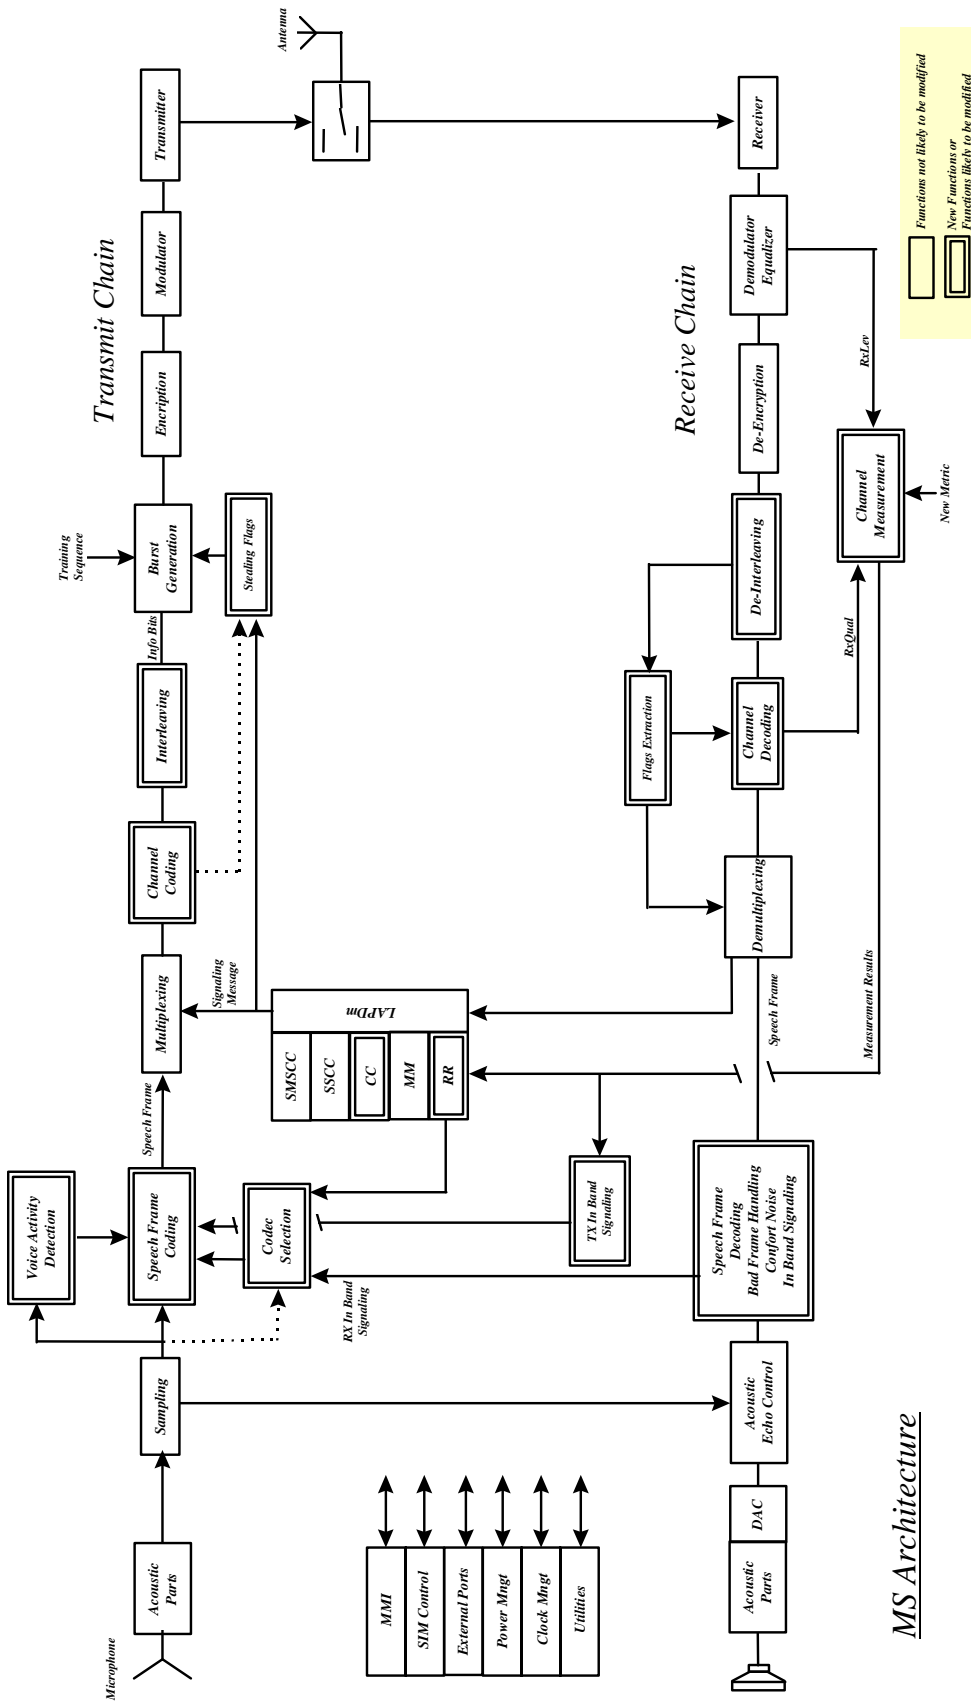 Microphone
Acoustic
Parts
Sampling
Voice Activity
Detection
Speech Frame
Coding
Speech Frame
Multiplexing
Channel
Coding
Interleaving
Info Bits
Training
Sequence
Burst
Generation
Encription
Modulator
Transmitter
Transmit Chain
Antenna
Stealing Flags
Signaling
Message
LAPDm
SMSCC
SSCC
CC
MM
RR
Codec
Selection
RX In Band
Signaling
TX In Band
Signaling
MMI
SIM Control
External Ports
Power Mngt
Clock Mngt
Utilities
Receive Chain
Receiver
Demodulator
Equalizer
De-Encryption
De-Interleaving
Flags Extraction
Channel
Decoding
Demultiplexing
Speech Frame
Speech Frame
Decoding
Bad Frame Handling
Confort Noise
In Band Signaling
Acoustic
Echo Control
DAC
Acoustic
Parts
RxLev
RxQual
Channel
Measurement
New Metric
Measurement Results
MS Architecture
Functions not likely to be modified
New Functions or
Functions likely to be modified